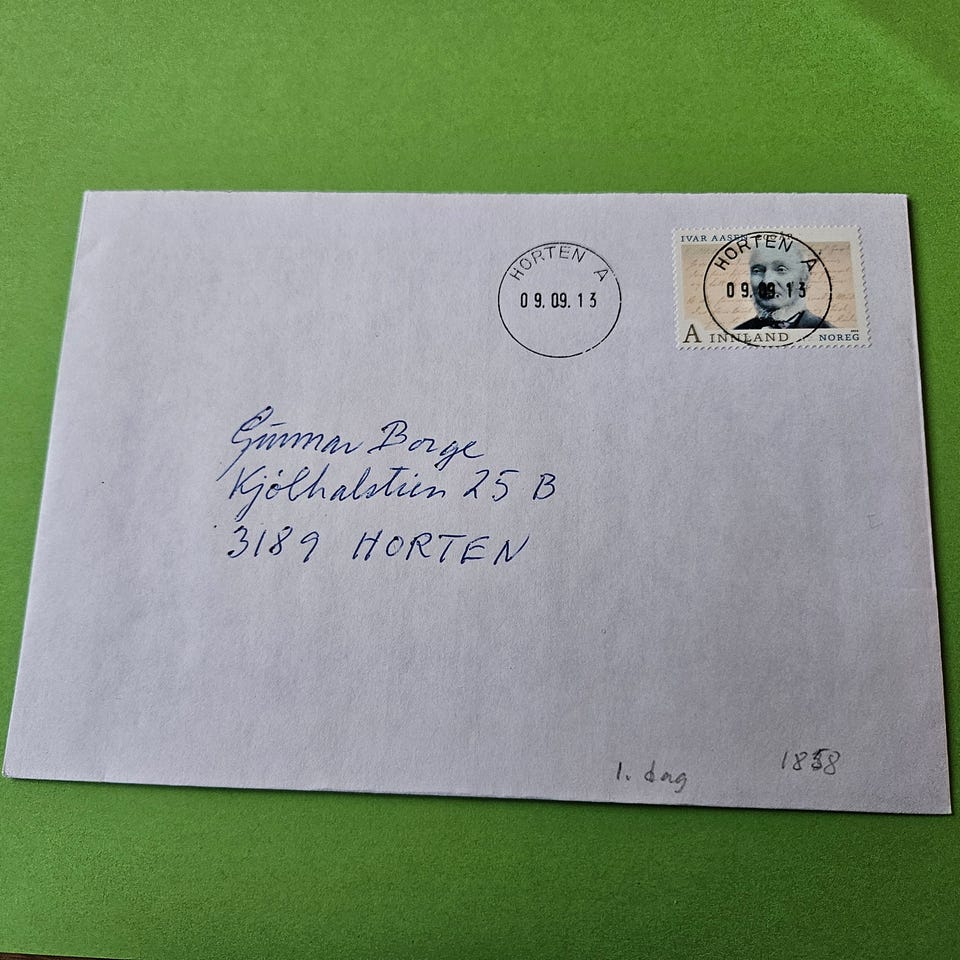 HORTEN A
09.09.13
IVAR AASEN
HORTEN A
09.09.13
A INNLAND NOREG
Gunnar Borge
Kjølhalstien 25 B
3189 HORTEN
1. dag